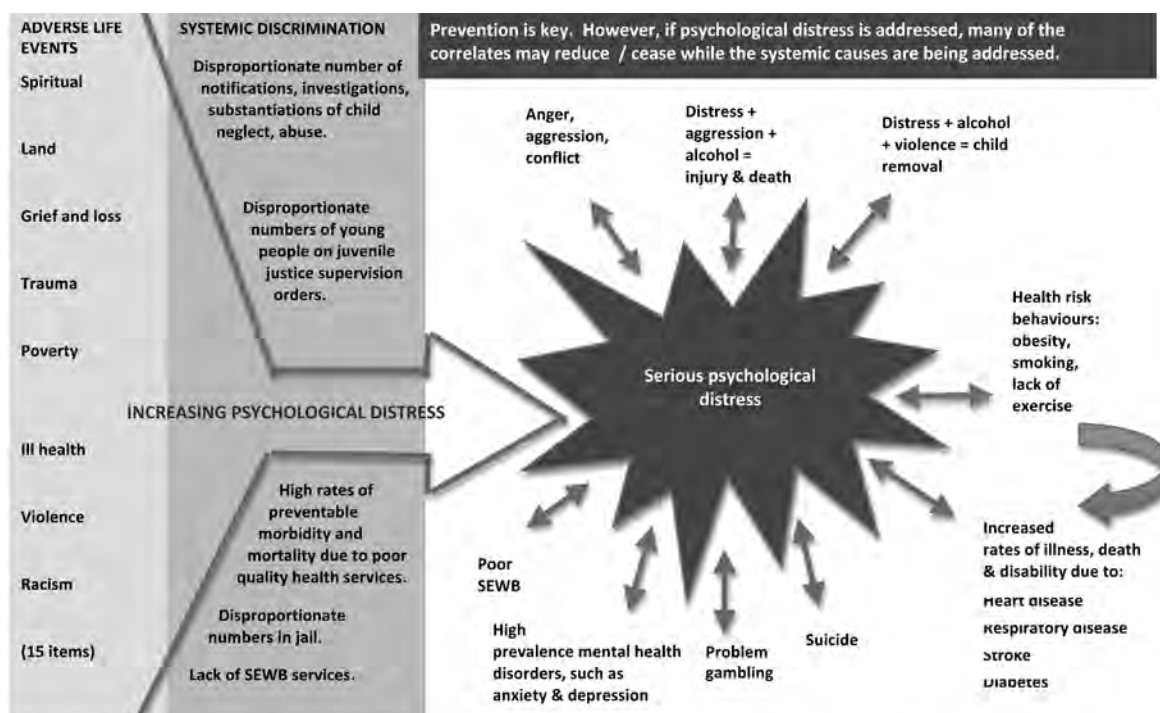 ADVERSE LIFE
EVENTS
Spiritual
Land
Grief and loss
Trauma
Poverty
Ill health
Violence
Racism
(15 items)
SYSTEMIC DISCRIMINATION
Disproportionate number of
notifications, investigations,
substantiations of child
neglect, abuse.
Disproportionate
numbers of young
people on juvenile
justice supervision
orders.
INCREASING PSYCHOLOGICAL DISTRESS
High rates of
preventable
morbidity and
mortality due to poor
quality health services.
Disproportionate
numbers in jail.
Lack of SEWB services.
Prevention is key. However, if psychological distress is addressed, many of the
correlates may reduce / cease while the systemic causes are being addressed.
Anger,
aggression,
conflict
Distress +
aggression +
alcohol =
injury & death
Distress + alcohol
+ violence = child
removal
Serious psychological
distress
Health risk
behaviours:
obesity,
smoking,
lack of
exercise
Increased
rates of illness, death
& disability due to:
Heart disease
Respiratory disease
Stroke
Diabetes
Poor
SEWB
High
prevalence mental health
disorders, such as
anxiety & depression
Problem
gambling
Suicide